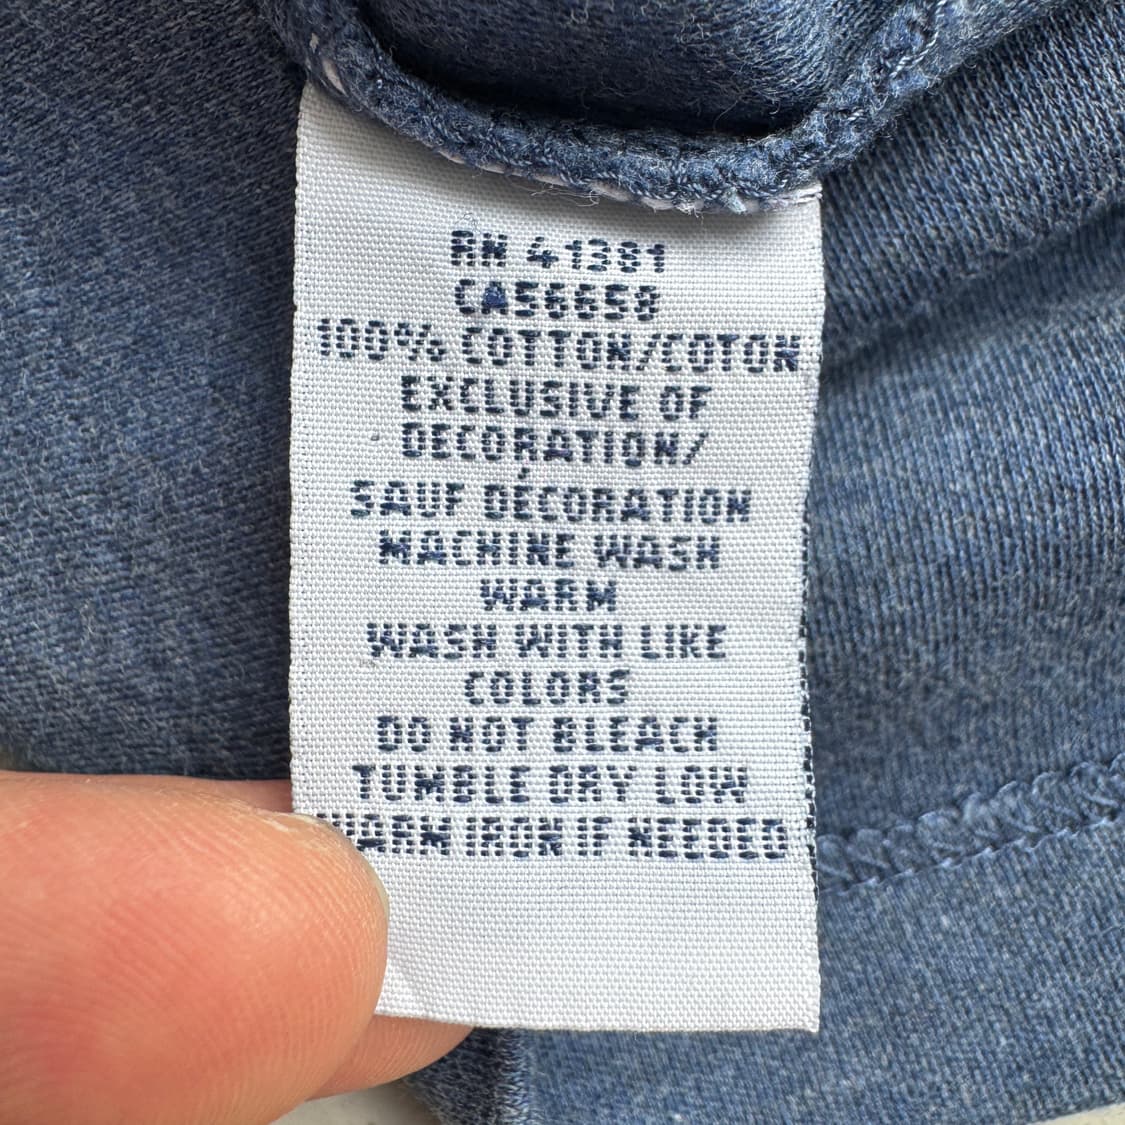 RN 41381
CA56658
100% COTTON/COTON
EXCLUSIVE OF
DECORATION/
SAUF DÉCORATION
MACHINE WASH
WARM
WASH WITH LIKE
COLORS
DO NOT BLEACH
TUMBLE DRY LOW
WARM IRON IF NEEDED